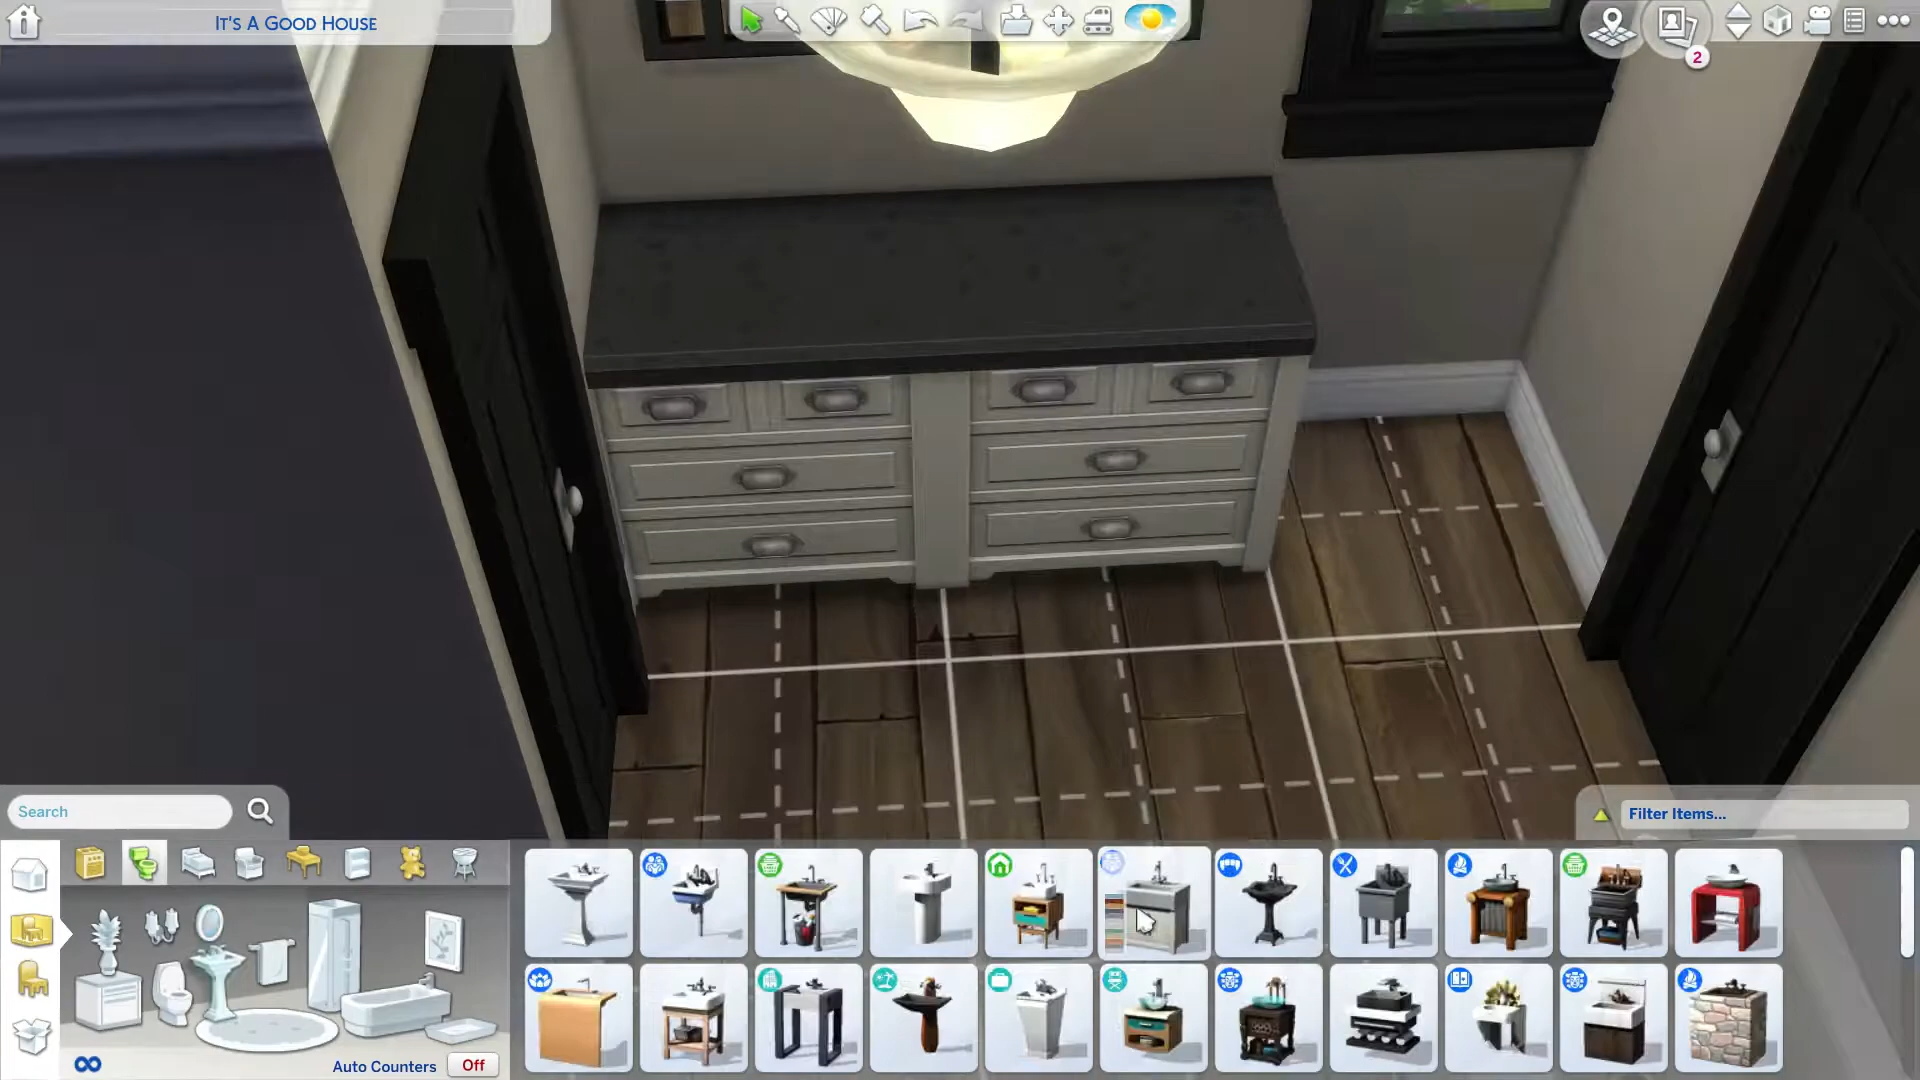 IT'S A GOOD HOUSE
2
Search
Filter Items...
Auto Counters
Off